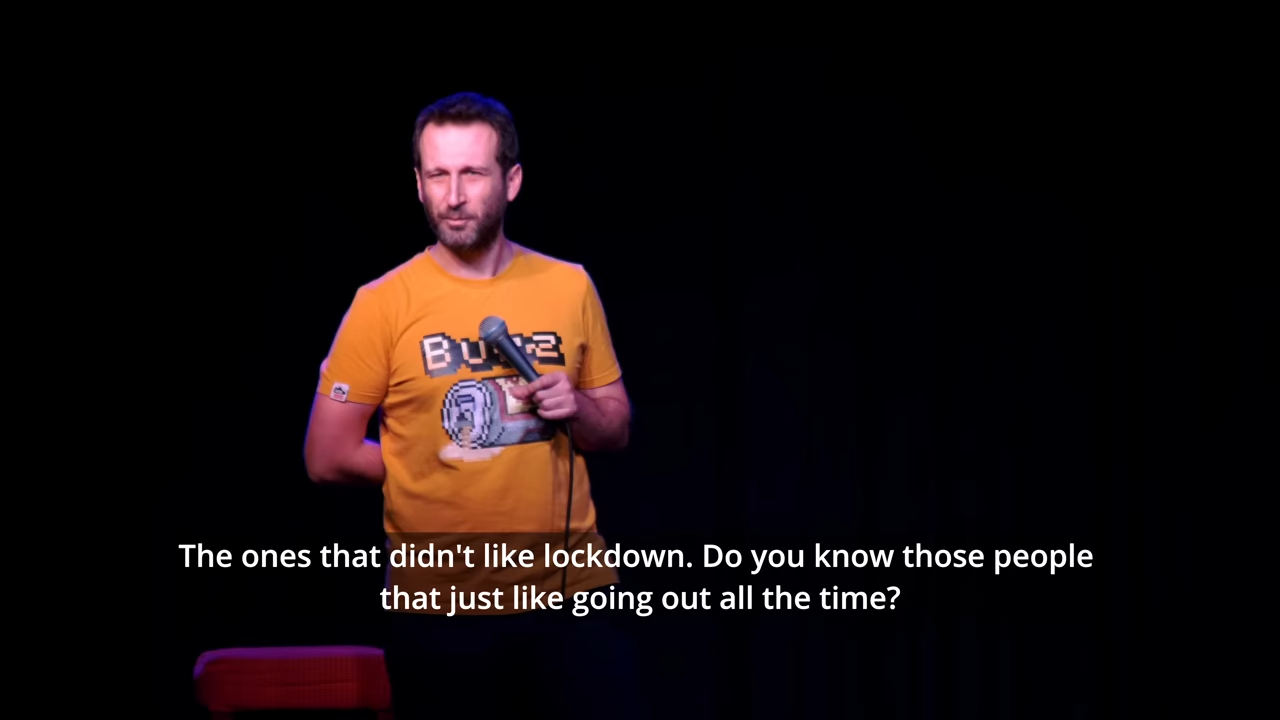 The ones that didn't like lockdown. Do you know those people
that just like going out all the time?